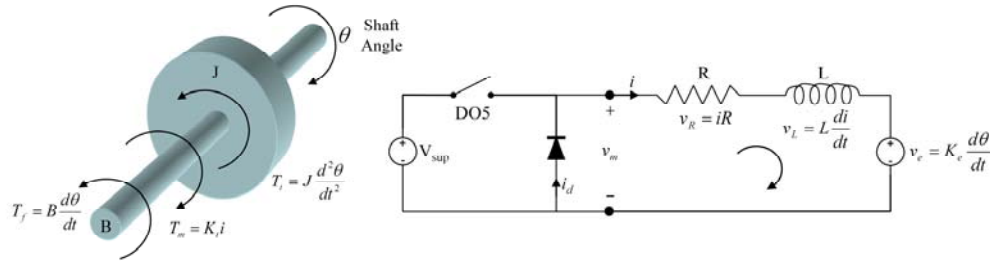 θ Shaft
Angle
J
T_i = J d²θ/dt²
T_f = B dθ/dt
B
T_m = K_t i
DO5
V_sup
i_d
+
v_m
-
i
R
v_R = iR
L
v_L = L di/dt
+
-
v_e = K_e dθ/dt